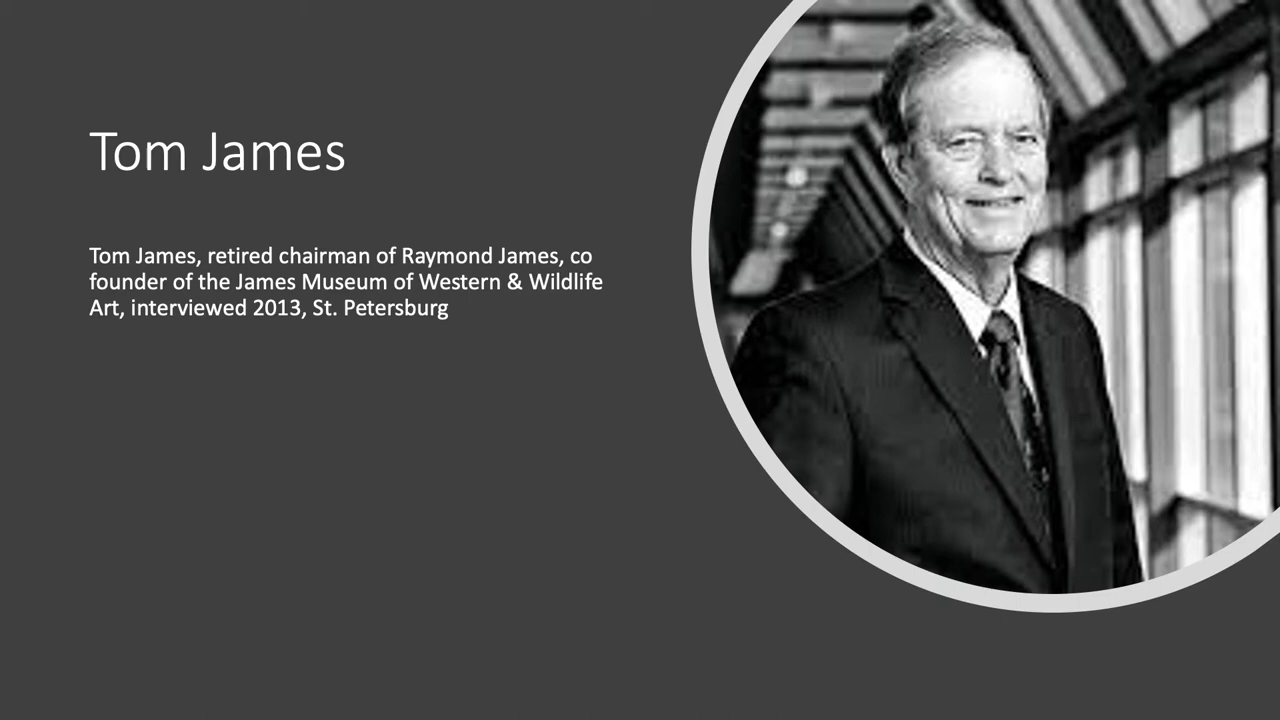 Tom James
Tom James, retired chairman of Raymond James, co
founder of the James Museum of Western & Wildlife
Art, interviewed 2013, St. Petersburg